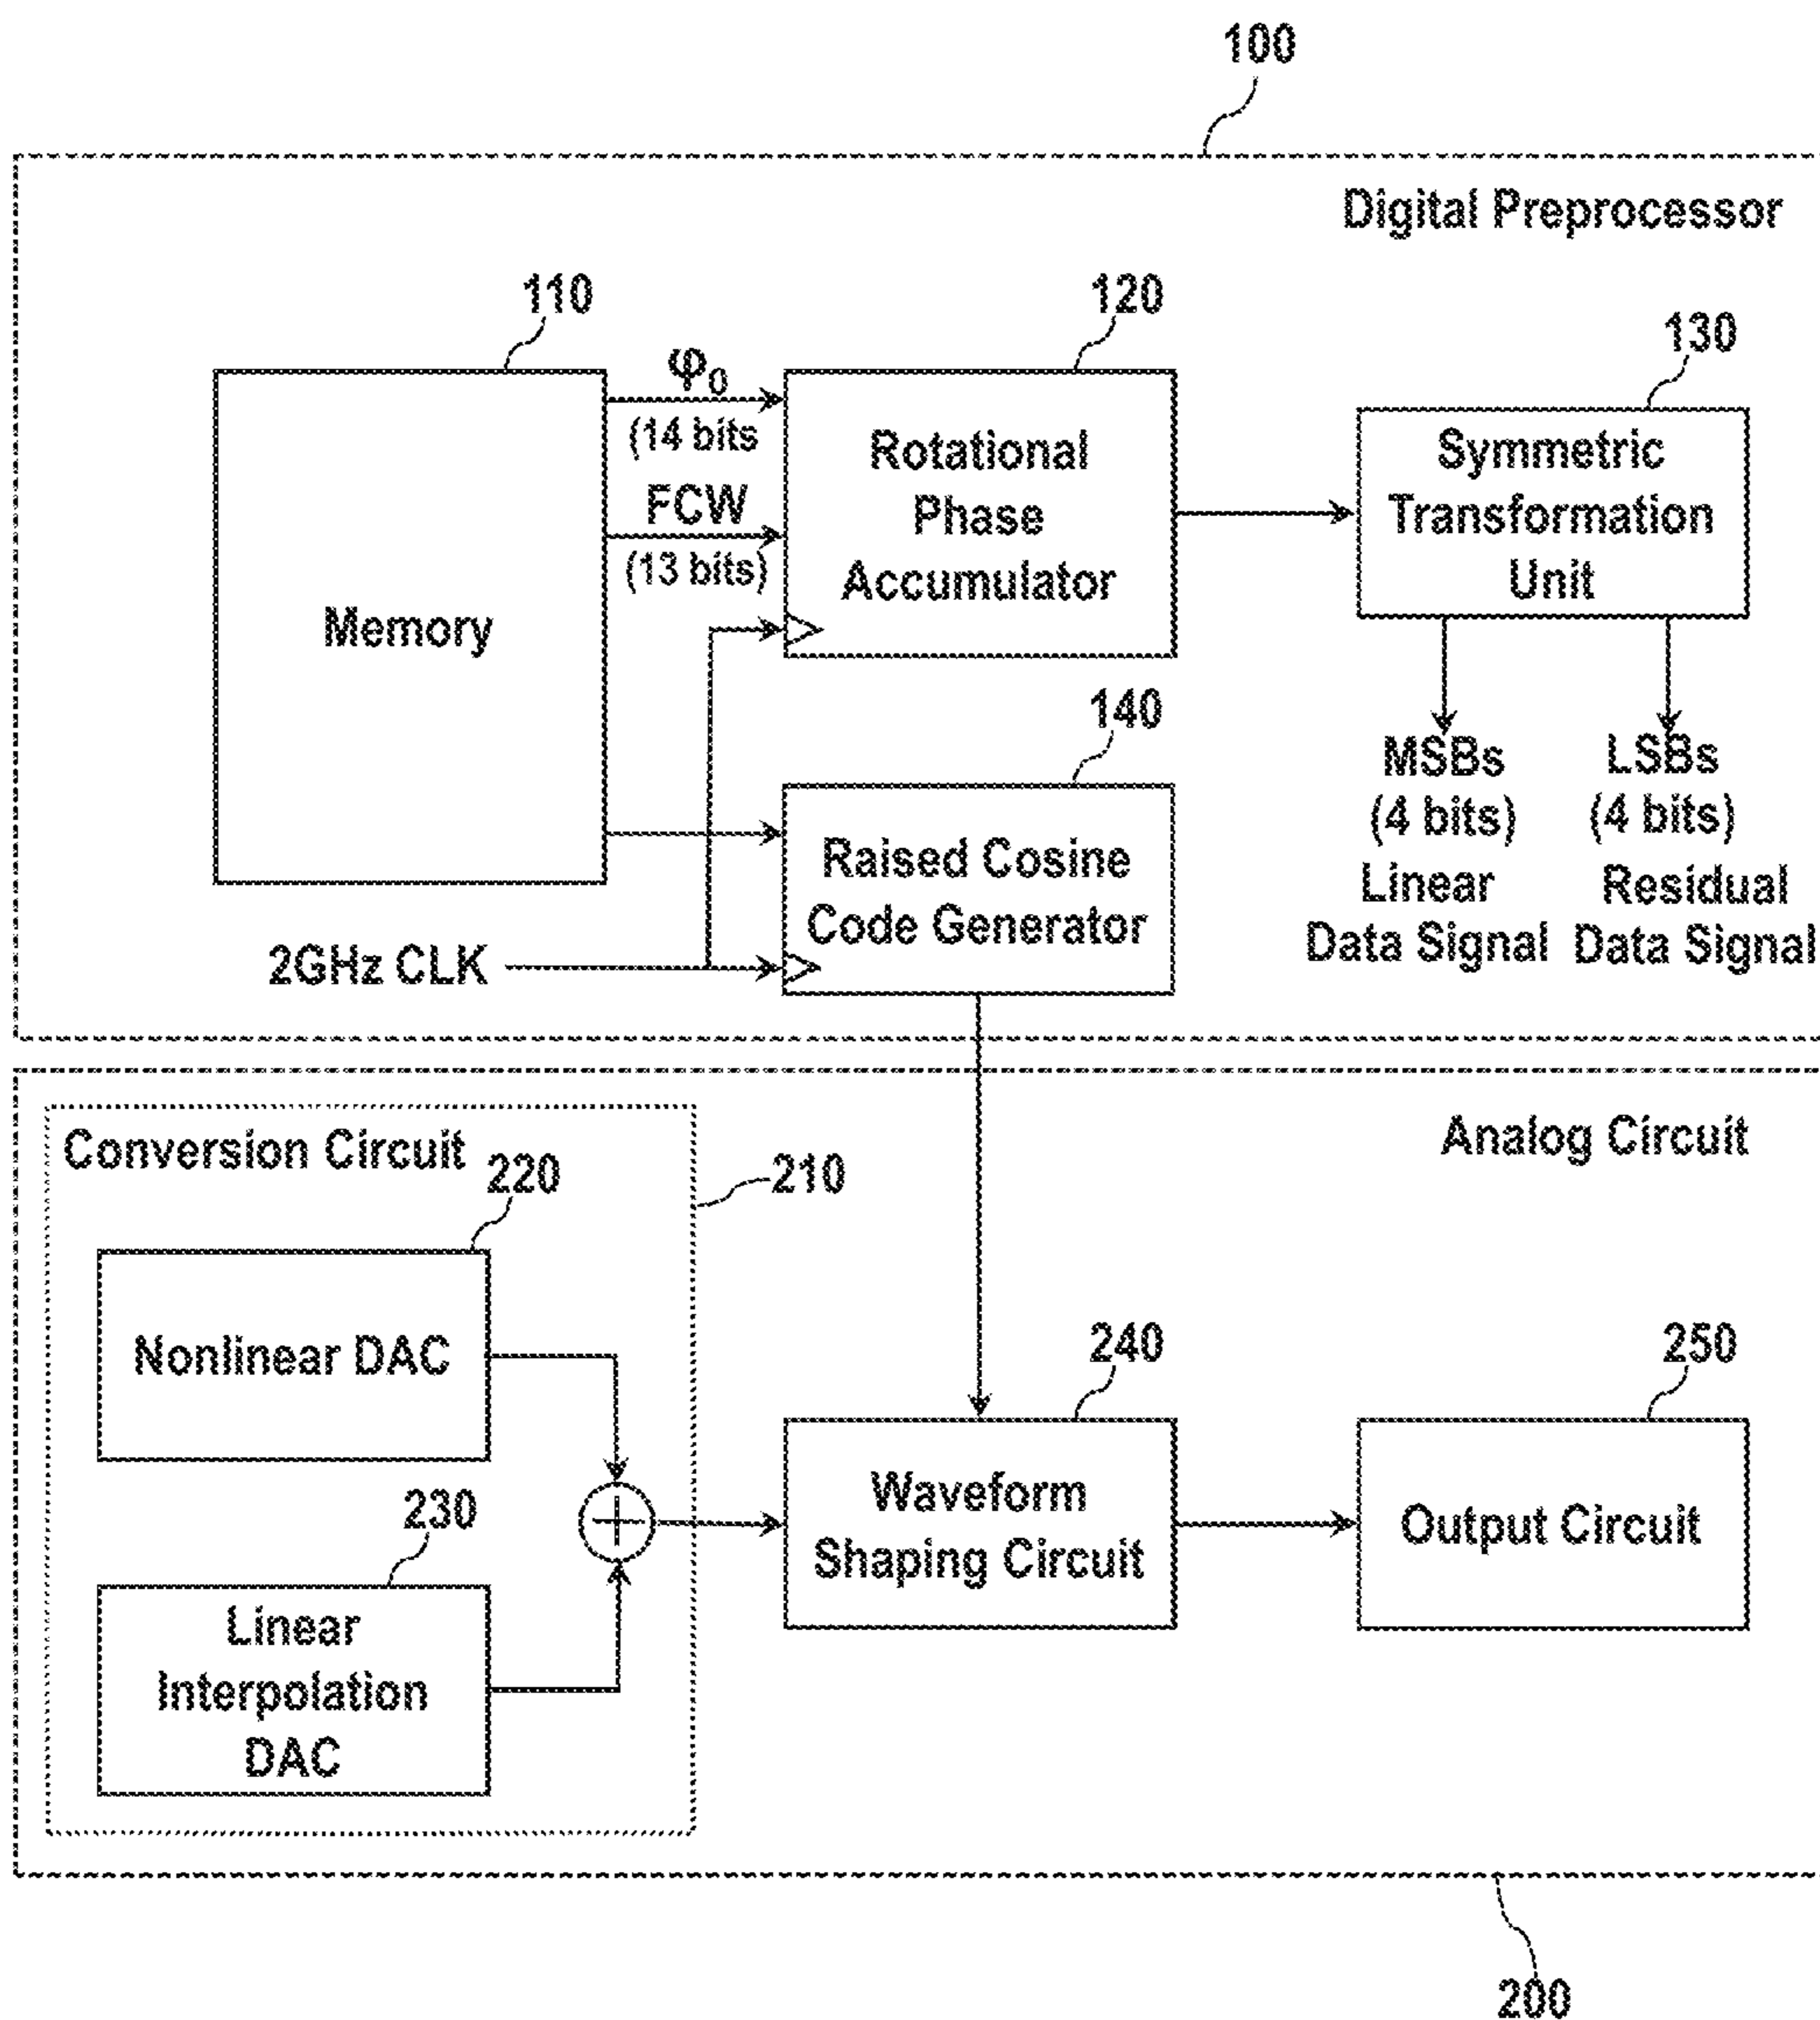 100
Digital Preprocessor
110
120
130
φ0
(14 bits
FCW
(13 bits)
Memory
Rotational
Phase
Accumulator
Symmetric
Transformation
Unit
140
MSBs
(4 bits)
Linear
Data Signal
LSBs
(4 bits)
Residual
Data Signal
Raised Cosine
Code Generator
2GHz CLK
Conversion Circuit
Analog Circuit
210
220
Nonlinear DAC
230
Linear
Interpolation
DAC
240
Waveform
Shaping Circuit
250
Output Circuit
200